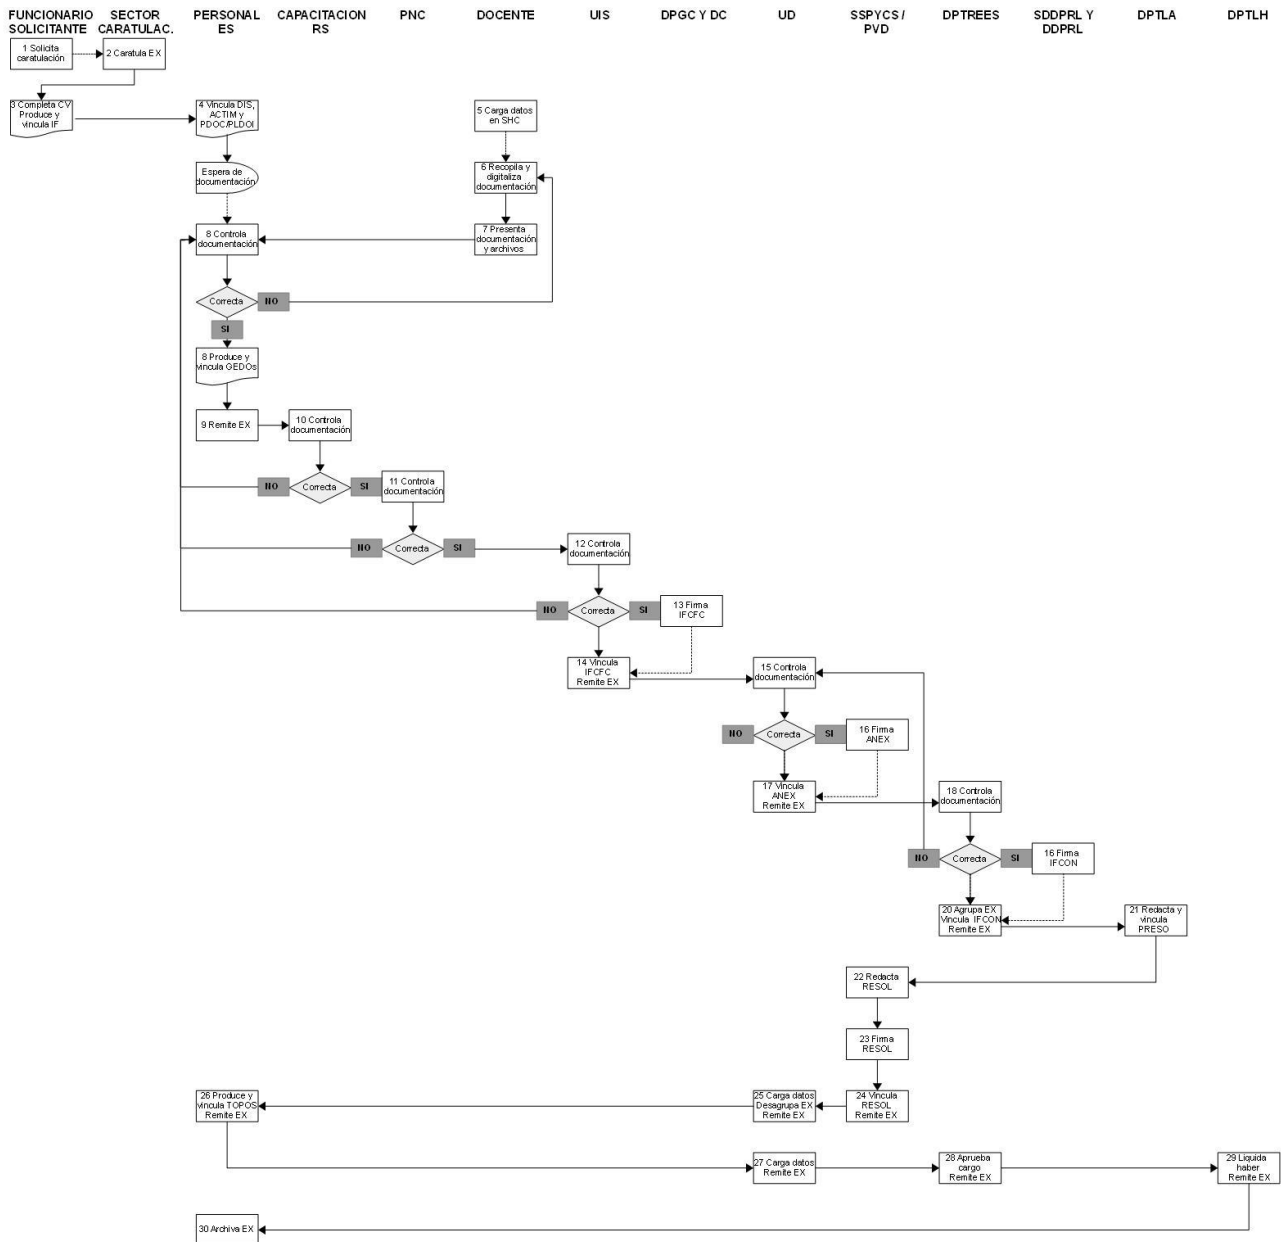 FUNCIONARIO SOLICITANTE
SECTOR CARATULAC.
PERSONAL ES
CAPACITACION RS
PNC
DOCENTE
UIS
DPGC Y DC
UD
SSPYCS / PVD
DPTREES
SDDPRL Y DDPRL
DPTLA
DPTLH
1 Solicita
caratulación
2 Caratula EX
3 Completa CV
Produce y
vincula IF
4 Vincula DIS,
ACTIM y
PDOC/PLDOI
5 Carga datos
en SHC
Espera de
documentación
6 Recopila y
digitaliza
documentación
8 Controla
documentación
7 Presenta
documentación
y archivos
Correcta
NO
SI
8 Produce y
vincula GEDOs
9 Remite EX
10 Controla
documentación
NO
Correcta
SI
11 Controla
documentación
NO
Correcta
SI
12 Controla
documentación
NO
Correcta
SI
13 Firma
IFCFC
14 Vincula
IFCFC
Remite EX
15 Controla
documentación
NO
Correcta
SI
16 Firma
ANEX
17 Vincula
ANEX
Remite EX
18 Controla
documentación
NO
Correcta
SI
16 Firma
IFCON
20 Agrupa EX
Vincula IFCON
Remite EX
21 Redacta y
vincula
PRESO
22 Redacta
RESOL
23 Firma
RESOL
26 Produce y
vincula TOPOS
Remite EX
25 Carga datos
Desagrupa EX
Remite EX
24 Vincula
RESOL
Remite EX
27 Carga datos
Remite EX
28 Aprueba
cargo
Remite EX
29 Liquida
haber
Remite EX
30 Archiva EX